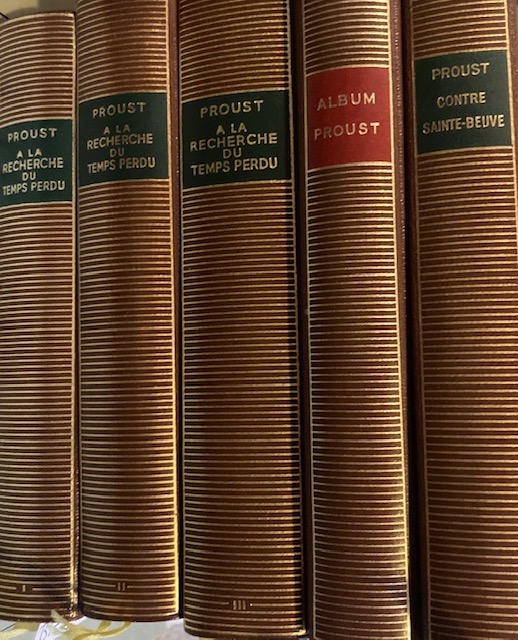 PROUST
A LA
RECHERCHE
DU
TEMPS PERDU
I
PROUST
A LA
RECHERCHE
DU
TEMPS PERDU
II
PROUST
A LA
RECHERCHE
DU
TEMPS PERDU
III
ALBUM
PROUST
PROUST
CONTRE
SAINTE-BEUVE